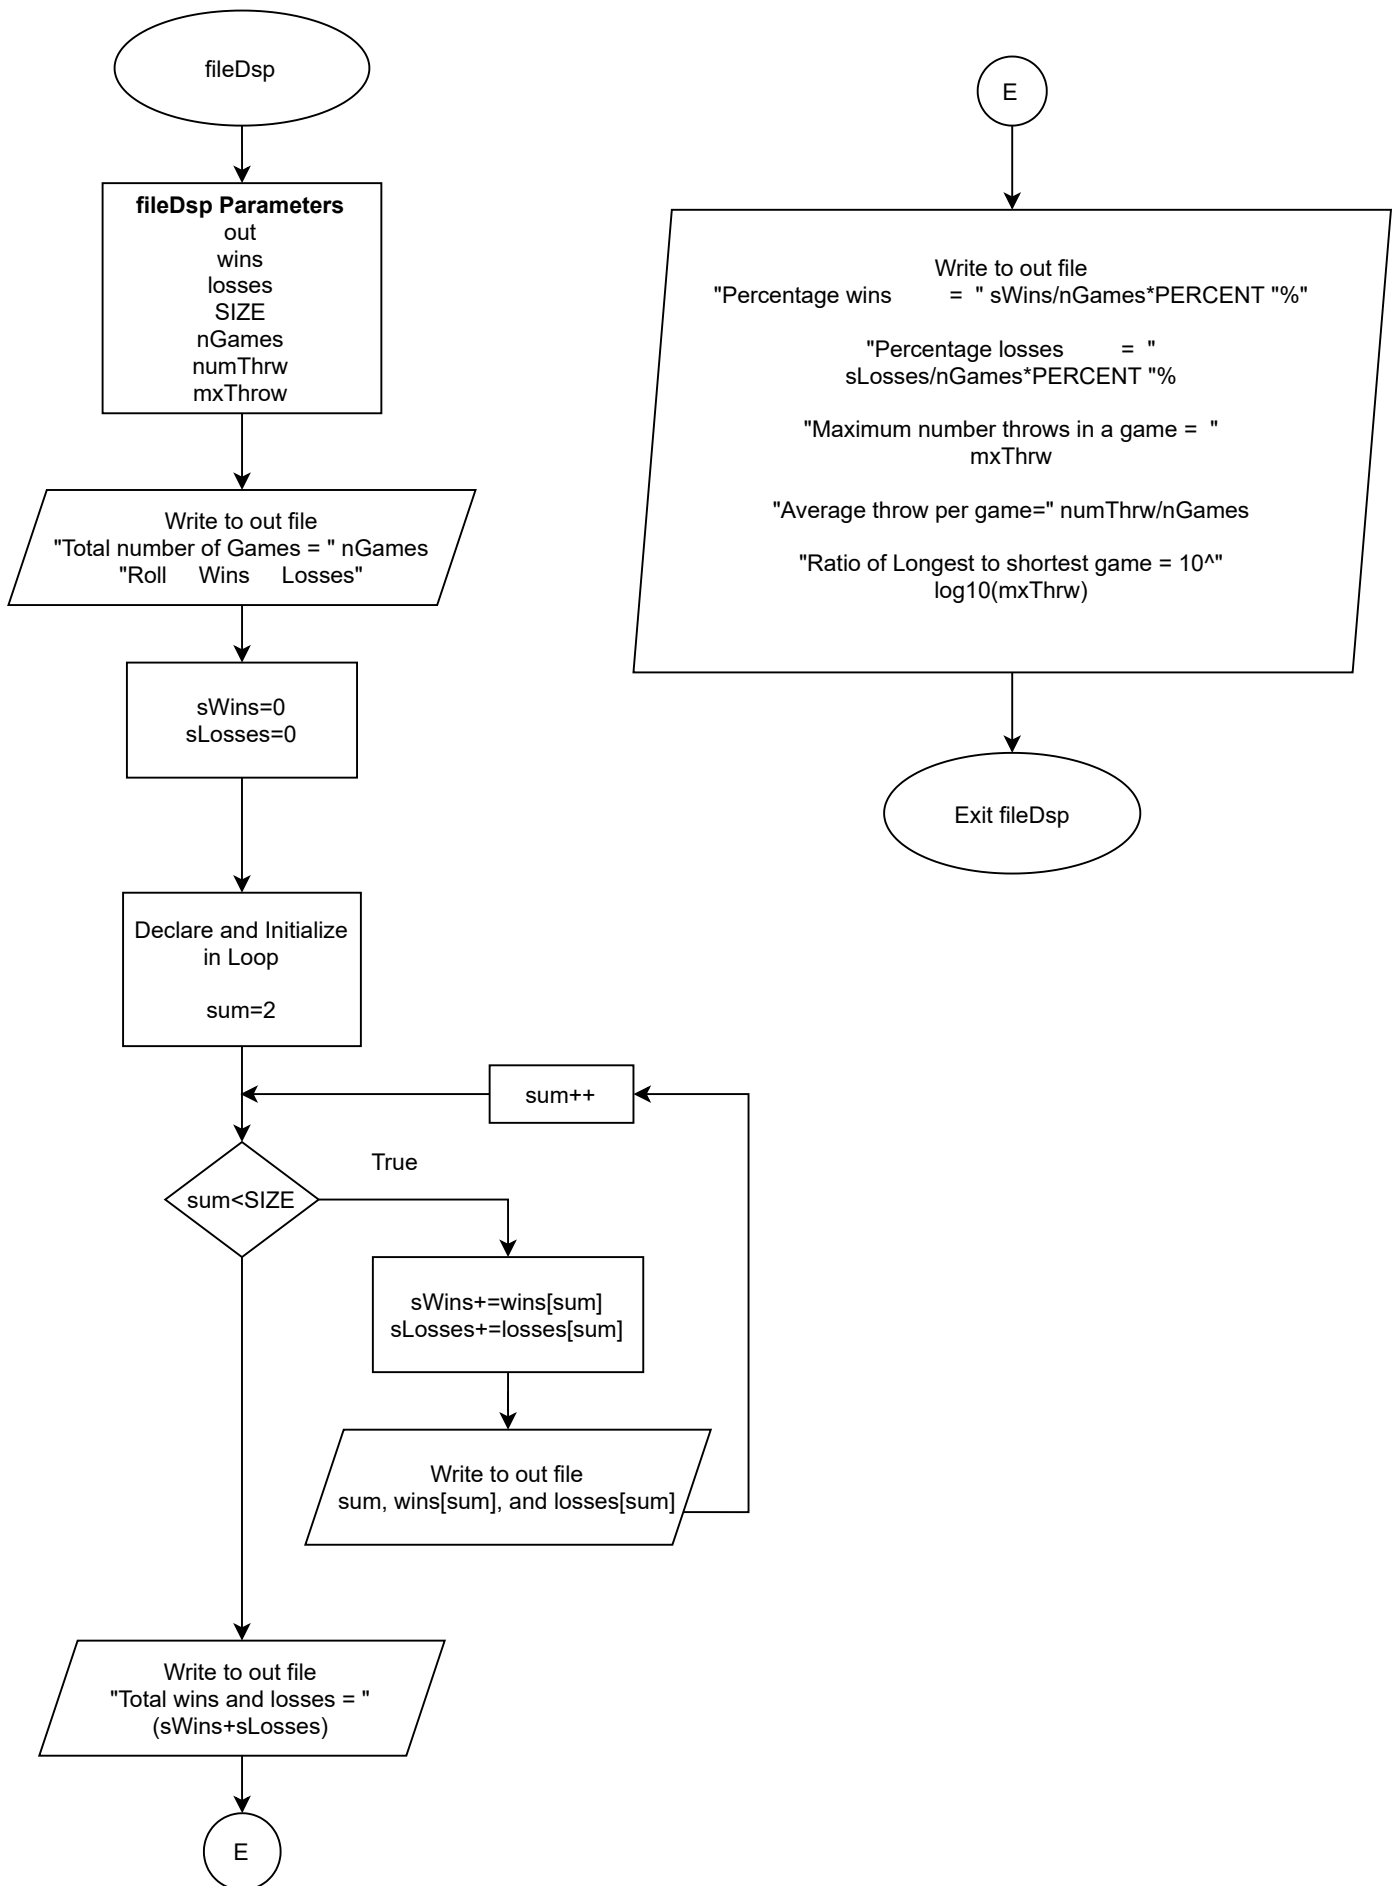 fileDsp
fileDsp Parameters
out
wins
losses
SIZE
nGames
numThrw
mxThrow
Write to out file
"Total number of Games = " nGames
"Roll     Wins     Losses"
sWins=0
sLosses=0
Declare and Initialize
in Loop
sum=2
sum++
True
sum<SIZE
sWins+=wins[sum]
sLosses+=losses[sum]
Write to out file
sum, wins[sum], and losses[sum]
Write to out file
"Total wins and losses = "
(sWins+sLosses)
E
E
Write to out file
"Percentage wins         =  " sWins/nGames*PERCENT "%"
"Percentage losses         =  "
sLosses/nGames*PERCENT "%
"Maximum number throws in a game =  "
mxThrw
"Average throw per game=" numThrw/nGames
"Ratio of Longest to shortest game = 10^"
log10(mxThrw)
Exit fileDsp